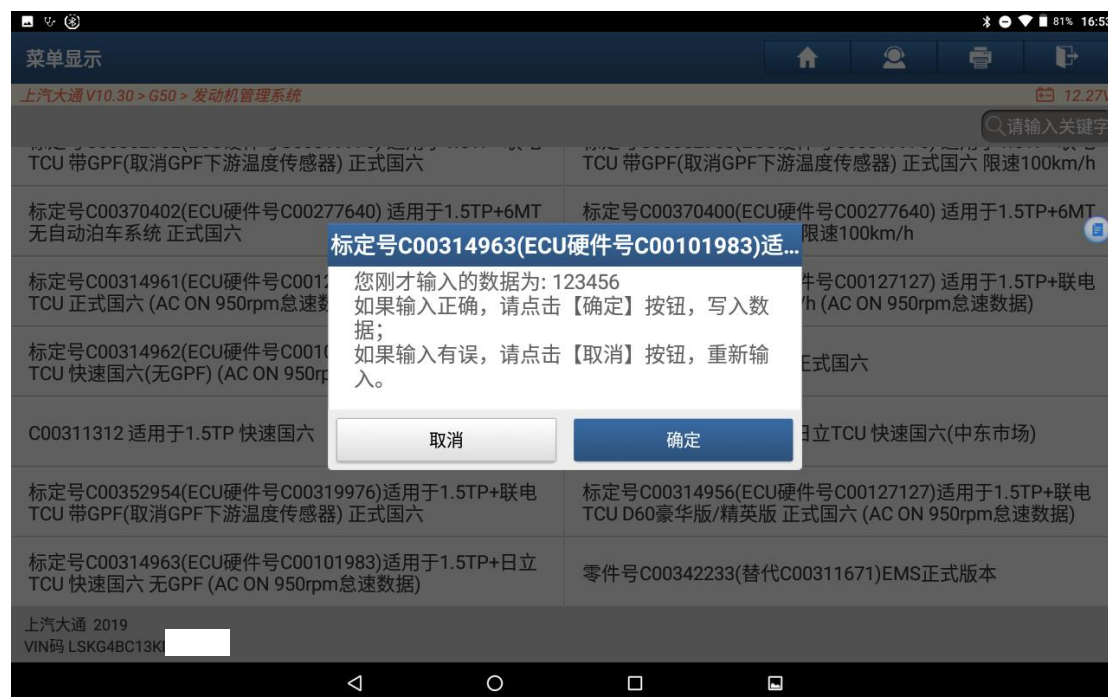 81% 16:53
菜单显示
上汽大通 V10.30 > G50 > 发动机管理系统
12.27V
请输入关键字
TCU 带GPF(取消GPF下游温度传感器) 正式国六
TCU 带GPF(取消GPF下游温度传感器) 正式国六 限速100km/h
标定号C00370402(ECU硬件号C00277640) 适用于1.5TP+6MT
无自动泊车系统 正式国六
标定号C00370400(ECU硬件号C00277640) 适用于1.5TP+6MT
限速100km/h
标定号C00314963(ECU硬件号C00101983)适...
您刚才输入的数据为: 123456
如果输入正确，请点击【确定】按钮，写入数
据；
如果输入有误，请点击【取消】按钮，重新输
入。
取消
确定
标定号C00314961(ECU硬件号C0012
TCU 正式国六 (AC ON 950rpm怠速数
件号C00127127) 适用于1.5TP+联电
/h (AC ON 950rpm怠速数据)
标定号C00314962(ECU硬件号C0010
TCU 快速国六(无GPF) (AC ON 950rp
正式国六
C00311312 适用于1.5TP 快速国六
日立TCU 快速国六(中东市场)
标定号C00352954(ECU硬件号C00319976)适用于1.5TP+联电
TCU 带GPF(取消GPF下游温度传感器) 正式国六
标定号C00314956(ECU硬件号C00127127)适用于1.5TP+联电
TCU D60豪华版/精英版 正式国六 (AC ON 950rpm怠速数据)
标定号C00314963(ECU硬件号C00101983)适用于1.5TP+日立
TCU 快速国六 无GPF (AC ON 950rpm怠速数据)
零件号C00342233(替代C00311671)EMS正式版本
上汽大通 2019
VIN码 LSKG4BC13K